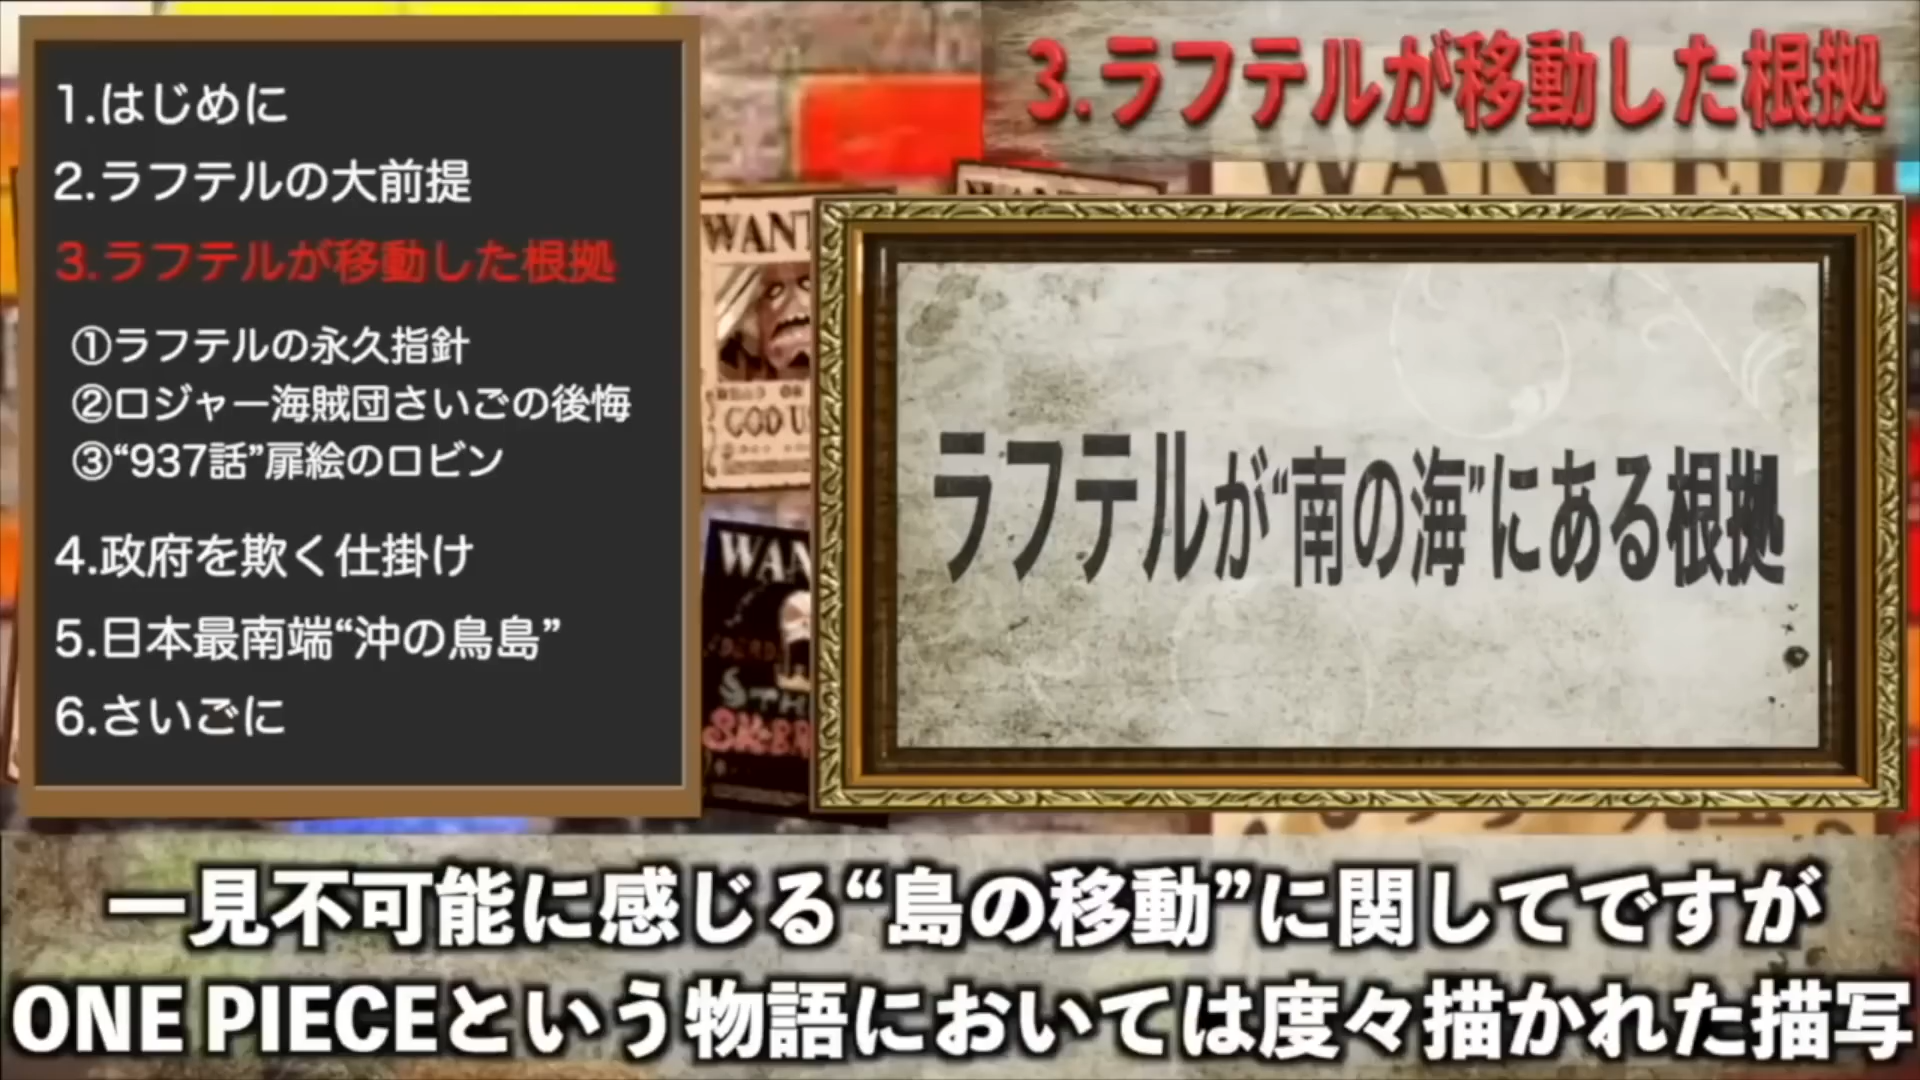 1.はじめに
2.ラフテルの大前提
3.ラフテルが移動した根拠
①ラフテルの永久指針
②ロジャー海賊団さいごの後悔
③“937話”扉絵のロビン
4.政府を欺く仕掛け
5.日本最南端“沖の鳥島”
6.さいごに
3.ラフテルが移動した根拠
WANTED
WANT
GOD U
WAN
ラフテルが“南の海”にある根拠
一見不可能に感じる“島の移動”に関してですが
ONE PIECEという物語においては度々描かれた描写